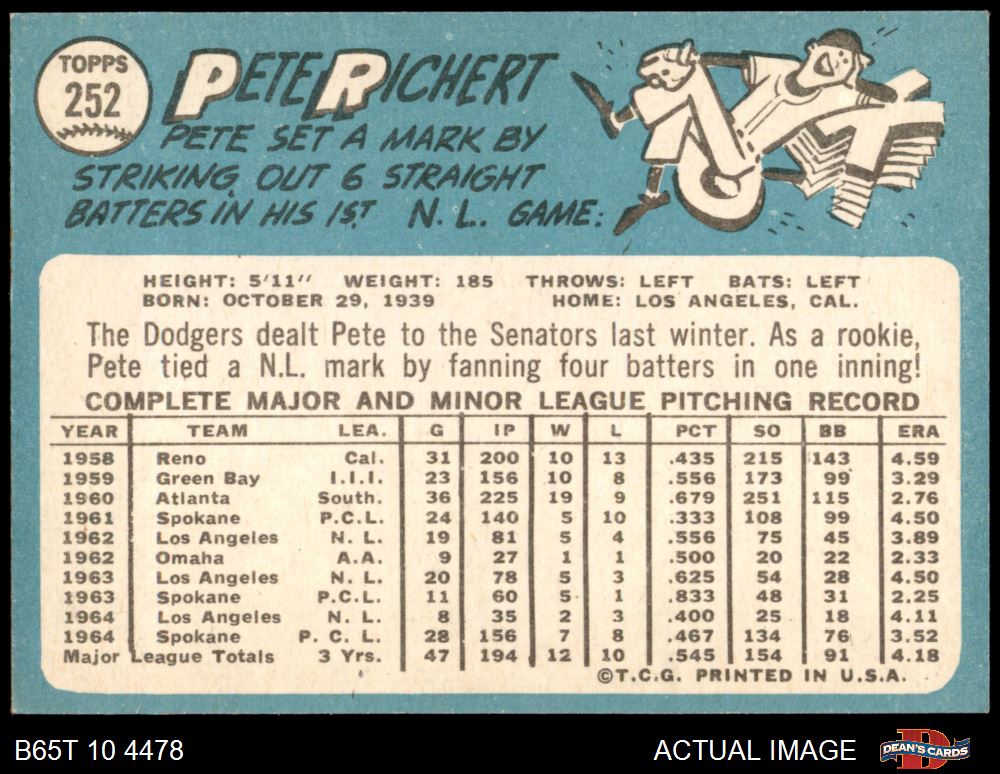 TOPPS
252
PETE RICHERT
PETE SET A MARK BY
STRIKING OUT 6 STRAIGHT
BATTERS IN HIS 1ST N. L. GAME:
HEIGHT: 5'11" WEIGHT: 185 THROWS: LEFT BATS: LEFT
BORN: OCTOBER 29, 1939 HOME: LOS ANGELES, CAL.
The Dodgers dealt Pete to the Senators last winter. As a rookie,
Pete tied a N.L. mark by fanning four batters in one inning!
COMPLETE MAJOR AND MINOR LEAGUE PITCHING RECORD
YEAR TEAM LEA. G IP W L PCT SO BB ERA
1958 Reno Cal. 31 200 10 13 .435 215 143 4.59
1959 Green Bay I.I.I. 23 156 10 8 .556 173 99 3.29
1960 Atlanta South. 36 225 19 9 .679 251 115 2.76
1961 Spokane P.C.L. 24 140 5 10 .333 108 99 4.50
1962 Los Angeles N. L. 19 81 5 4 .556 75 45 3.89
1962 Omaha A.A. 9 27 1 1 .500 20 22 2.33
1963 Los Angeles N. L. 20 78 5 3 .625 54 28 4.50
1963 Spokane P.C.L. 11 60 5 1 .833 48 31 2.25
1964 Los Angeles N. L. 8 35 2 3 .400 25 18 4.11
1964 Spokane P. C. L. 28 156 7 8 .467 134 76 3.52
Major League Totals 3 Yrs. 47 194 12 10 .545 154 91 4.18
©T.C.G. PRINTED IN U.S.A.
B65T 10 4478 ACTUAL IMAGE DEAN'S CARDS